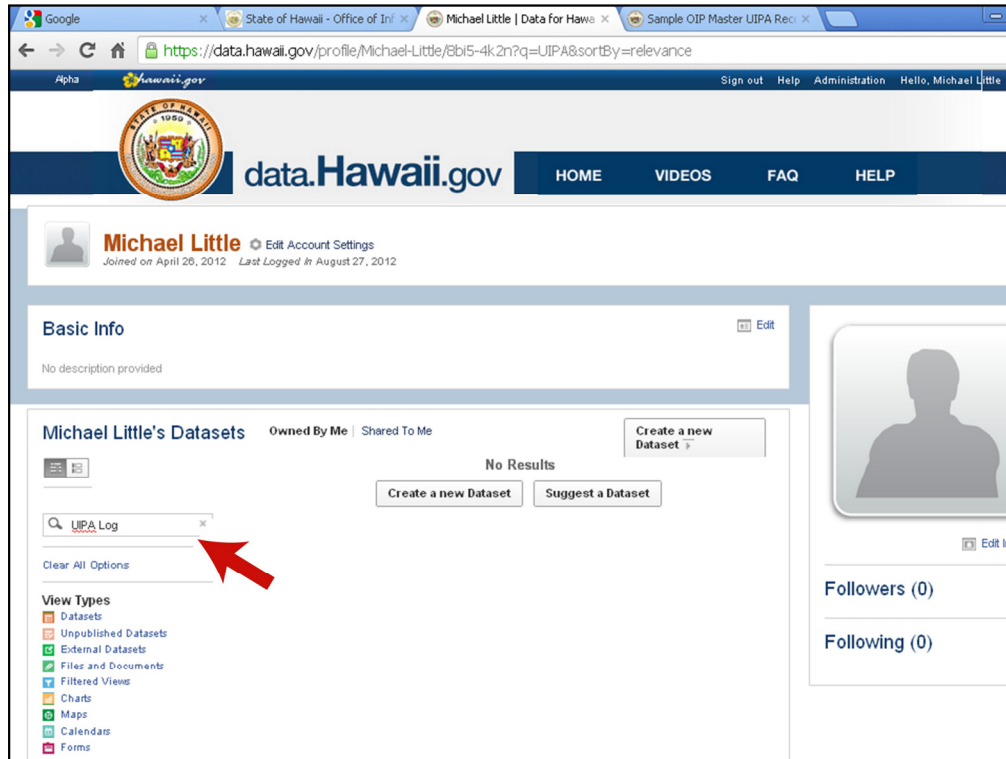 Google
State of Hawaii - Office of Inf
Michael Little | Data for Hawa
Sample OIP Master UIPA Rec
https://data.hawaii.gov/profile/Michael-Little/8bi5-4k2n?q=UIPA&sortBy=relevance
Alpha hawaii.gov Sign out Help Administration Hello, Michael Little
STATE OF HAWAII
1959
data.Hawaii.gov HOME VIDEOS FAQ HELP
Michael Little Edit Account Settings
Joined on April 26, 2012 Last Logged In August 27, 2012
Basic Info Edit
No description provided
Michael Little's Datasets Owned By Me | Shared To Me Create a new
Dataset
No Results
Create a new Dataset Suggest a Dataset
UIPA Log
Clear All Options
View Types
Datasets
Unpublished Datasets
External Datasets
Files and Documents
Filtered Views
Charts
Maps
Calendars
Forms
Edit I
Followers (0)
Following (0)